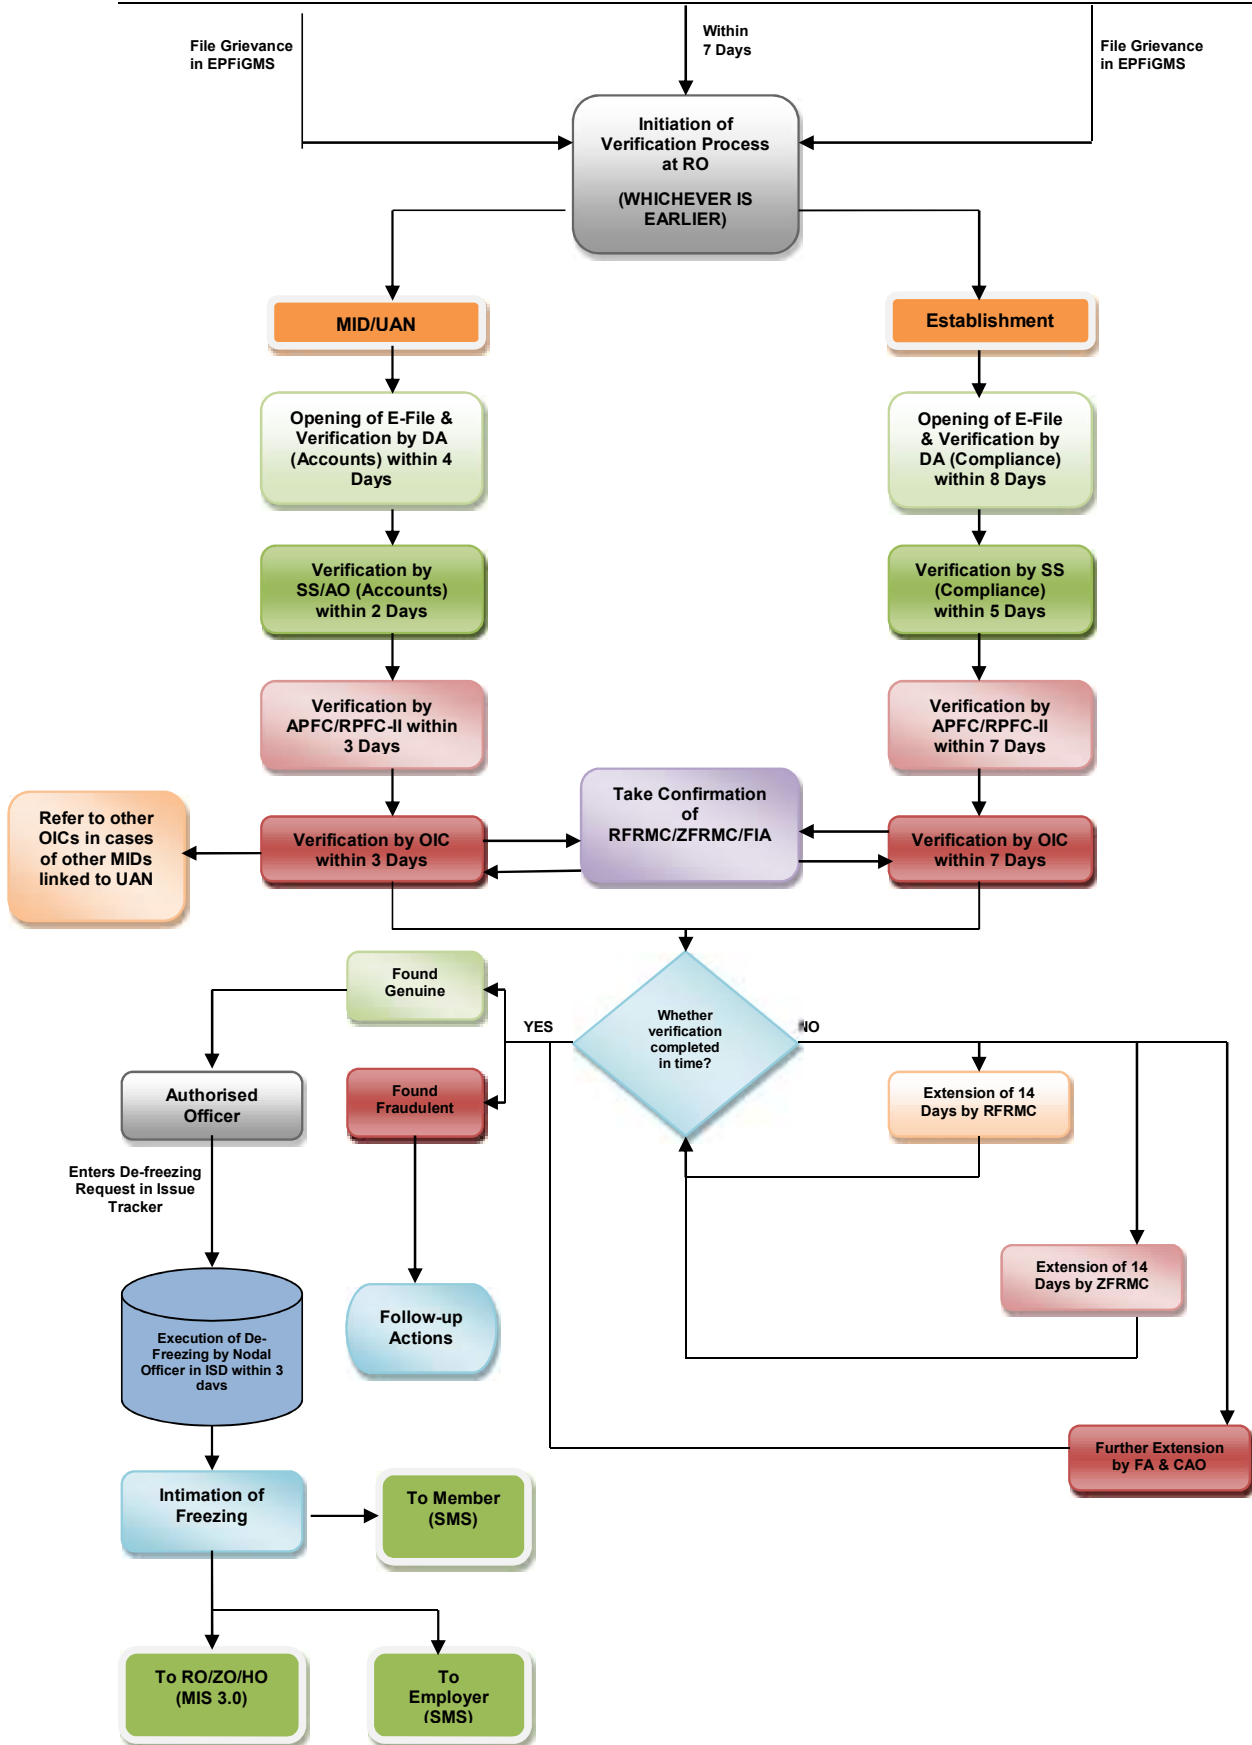 File Grievance
in EPFiGMS
Within
7 Days
File Grievance
in EPFiGMS
Initiation of
Verification Process
at RO
(WHICHEVER IS
EARLIER)
MID/UAN
Establishment
Opening of E-File &
Verification by DA
(Accounts) within 4
Days
Opening of E-File
& Verification by
DA (Compliance)
within 8 Days
Verification by
SS/AO (Accounts)
within 2 Days
Verification by SS
(Compliance)
within 5 Days
Verification by
APFC/RPFC-II within
3 Days
Verification by
APFC/RPFC-II
within 7 Days
Refer to other
OICs in cases
of other MIDs
linked to UAN
Verification by OIC
within 3 Days
Take Confirmation
of
RFRMC/ZFRMC/FIA
Verification by OIC
within 7 Days
Found
Genuine
YES
Whether
verification
completed
in time?
NO
Authorised
Officer
Found
Fraudulent
Extension of 14
Days by RFRMC
Enters De-freezing
Request in Issue
Tracker
Extension of 14
Days by ZFRMC
Follow-up
Actions
Execution of De-
Freezing by Nodal
Officer in ISD within 3
days
Further Extension
by FA & CAO
Intimation of
Freezing
To Member
(SMS)
To RO/ZO/HO
(MIS 3.0)
To
Employer
(SMS)